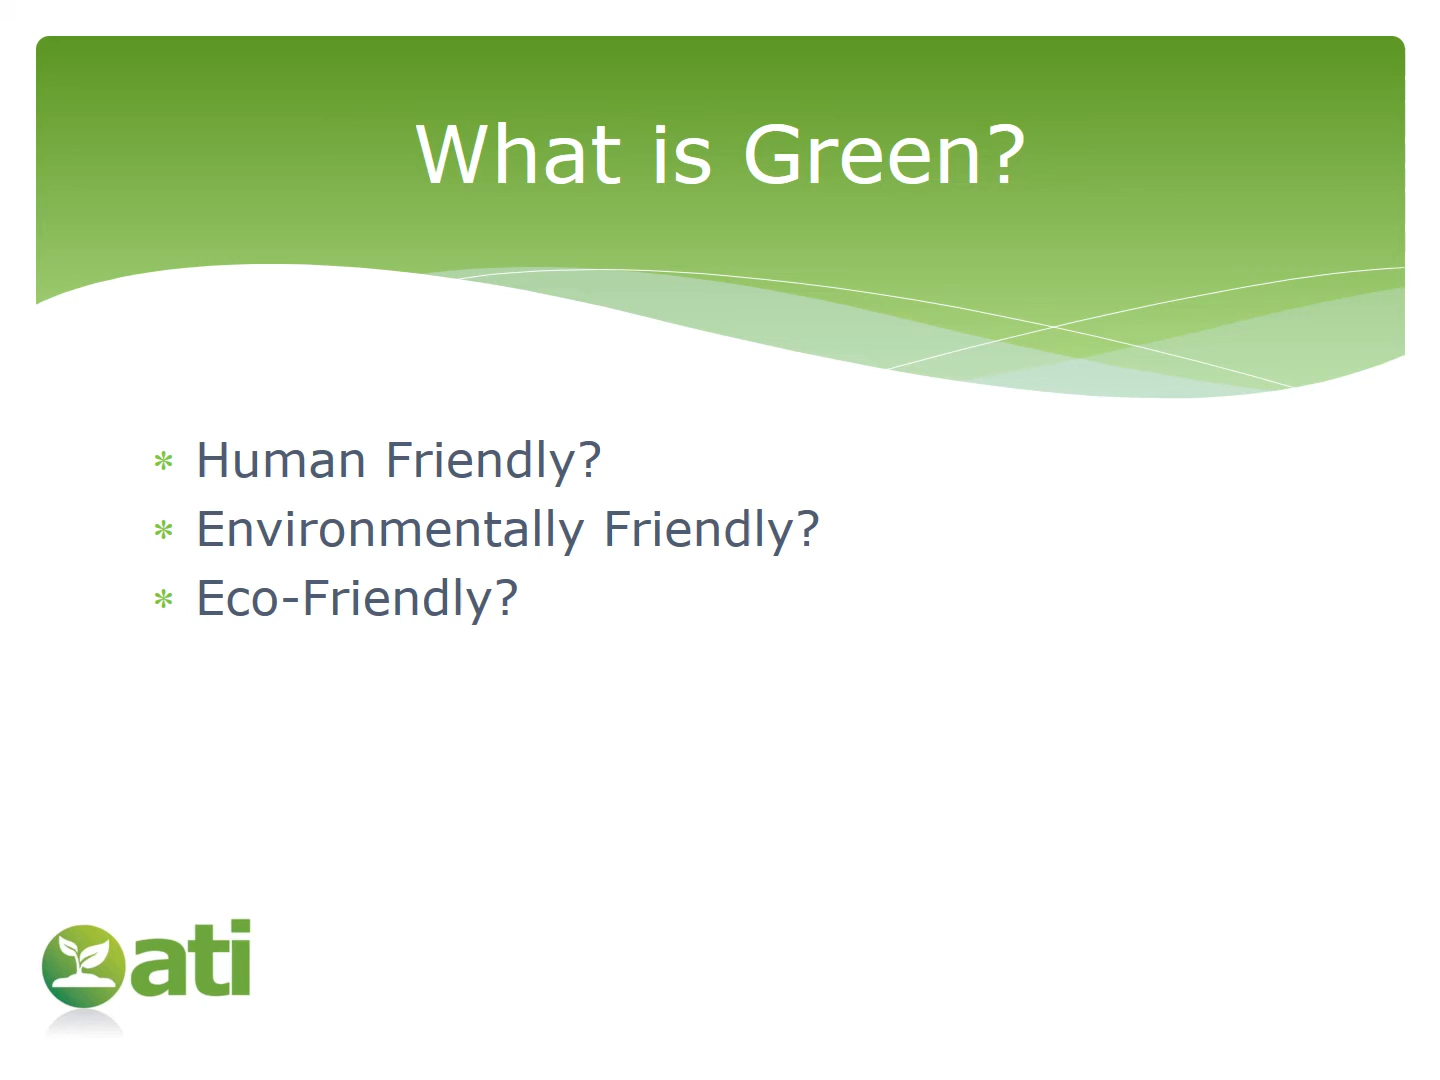 What is Green?
* Human Friendly?
* Environmentally Friendly?
* Eco-Friendly?
ati